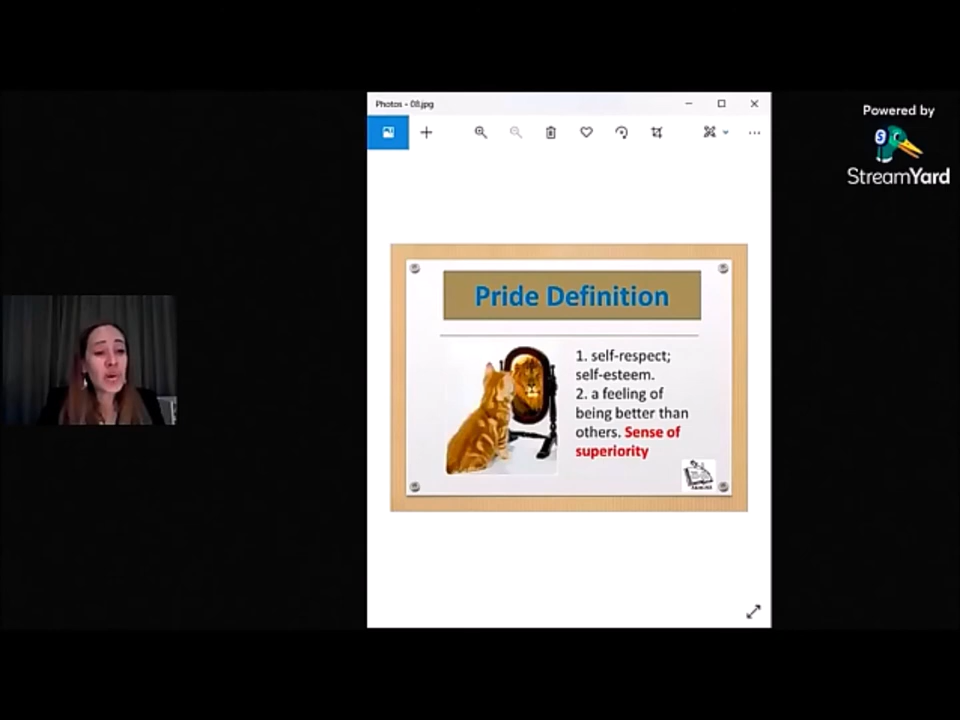 Photos - 08.jpg
Powered by
StreamYard
Pride Definition
1. self-respect;
self-esteem.
2. a feeling of
being better than
others. Sense of
superiority